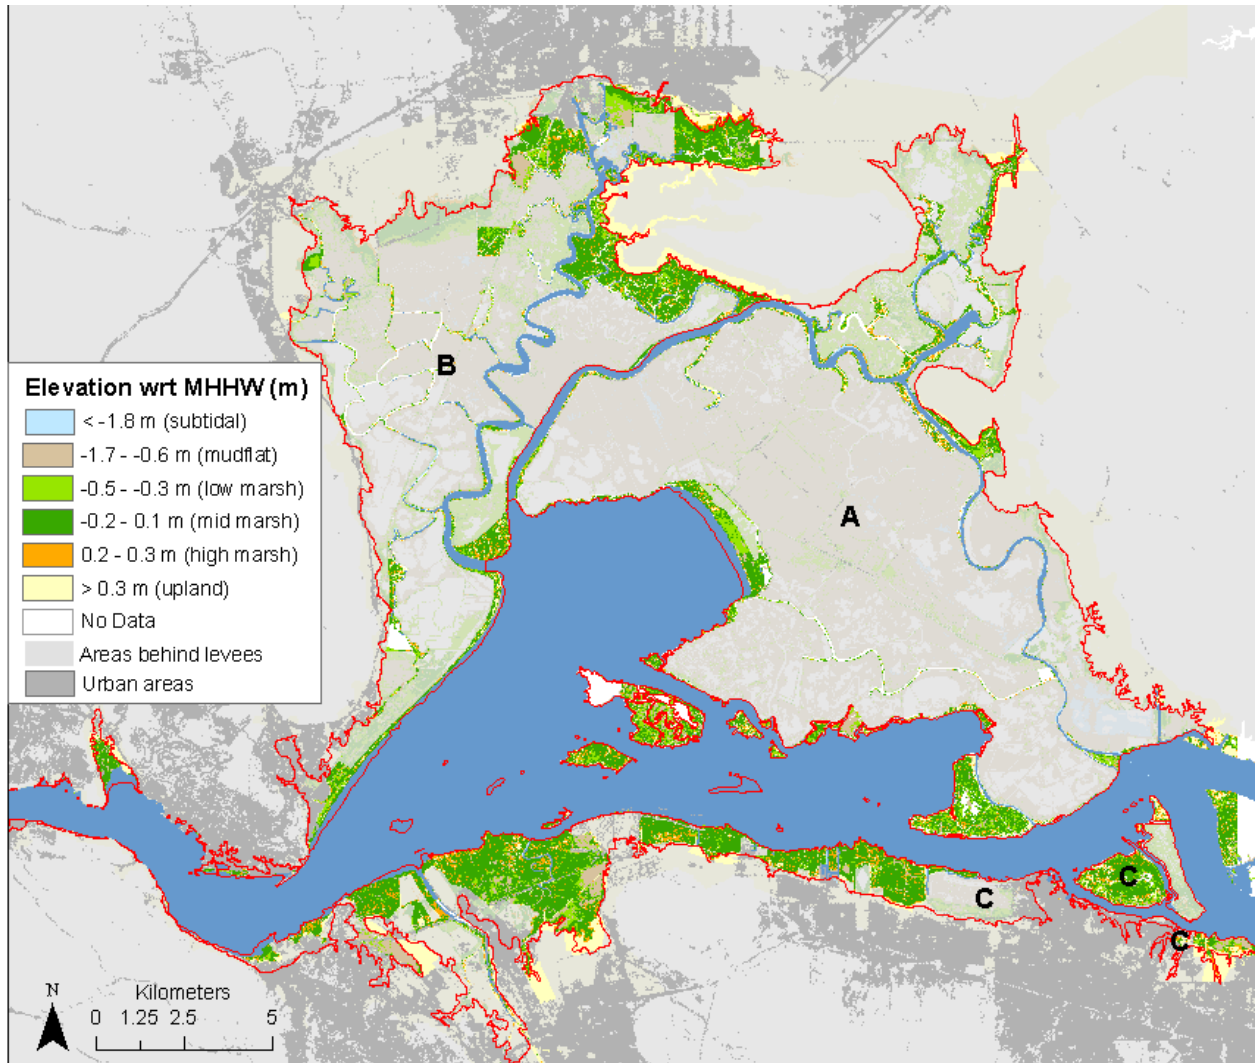 B
A
Elevation wrt MHHW (m)
< -1.8 m (subtidal)
-1.7 - -0.6 m (mudflat)
-0.5 - -0.3 m (low marsh)
-0.2 - 0.1 m (mid marsh)
0.2 - 0.3 m (high marsh)
> 0.3 m (upland)
No Data
Areas behind levees
Urban areas
C
C
C
N
Kilometers
0 1.25 2.5 5